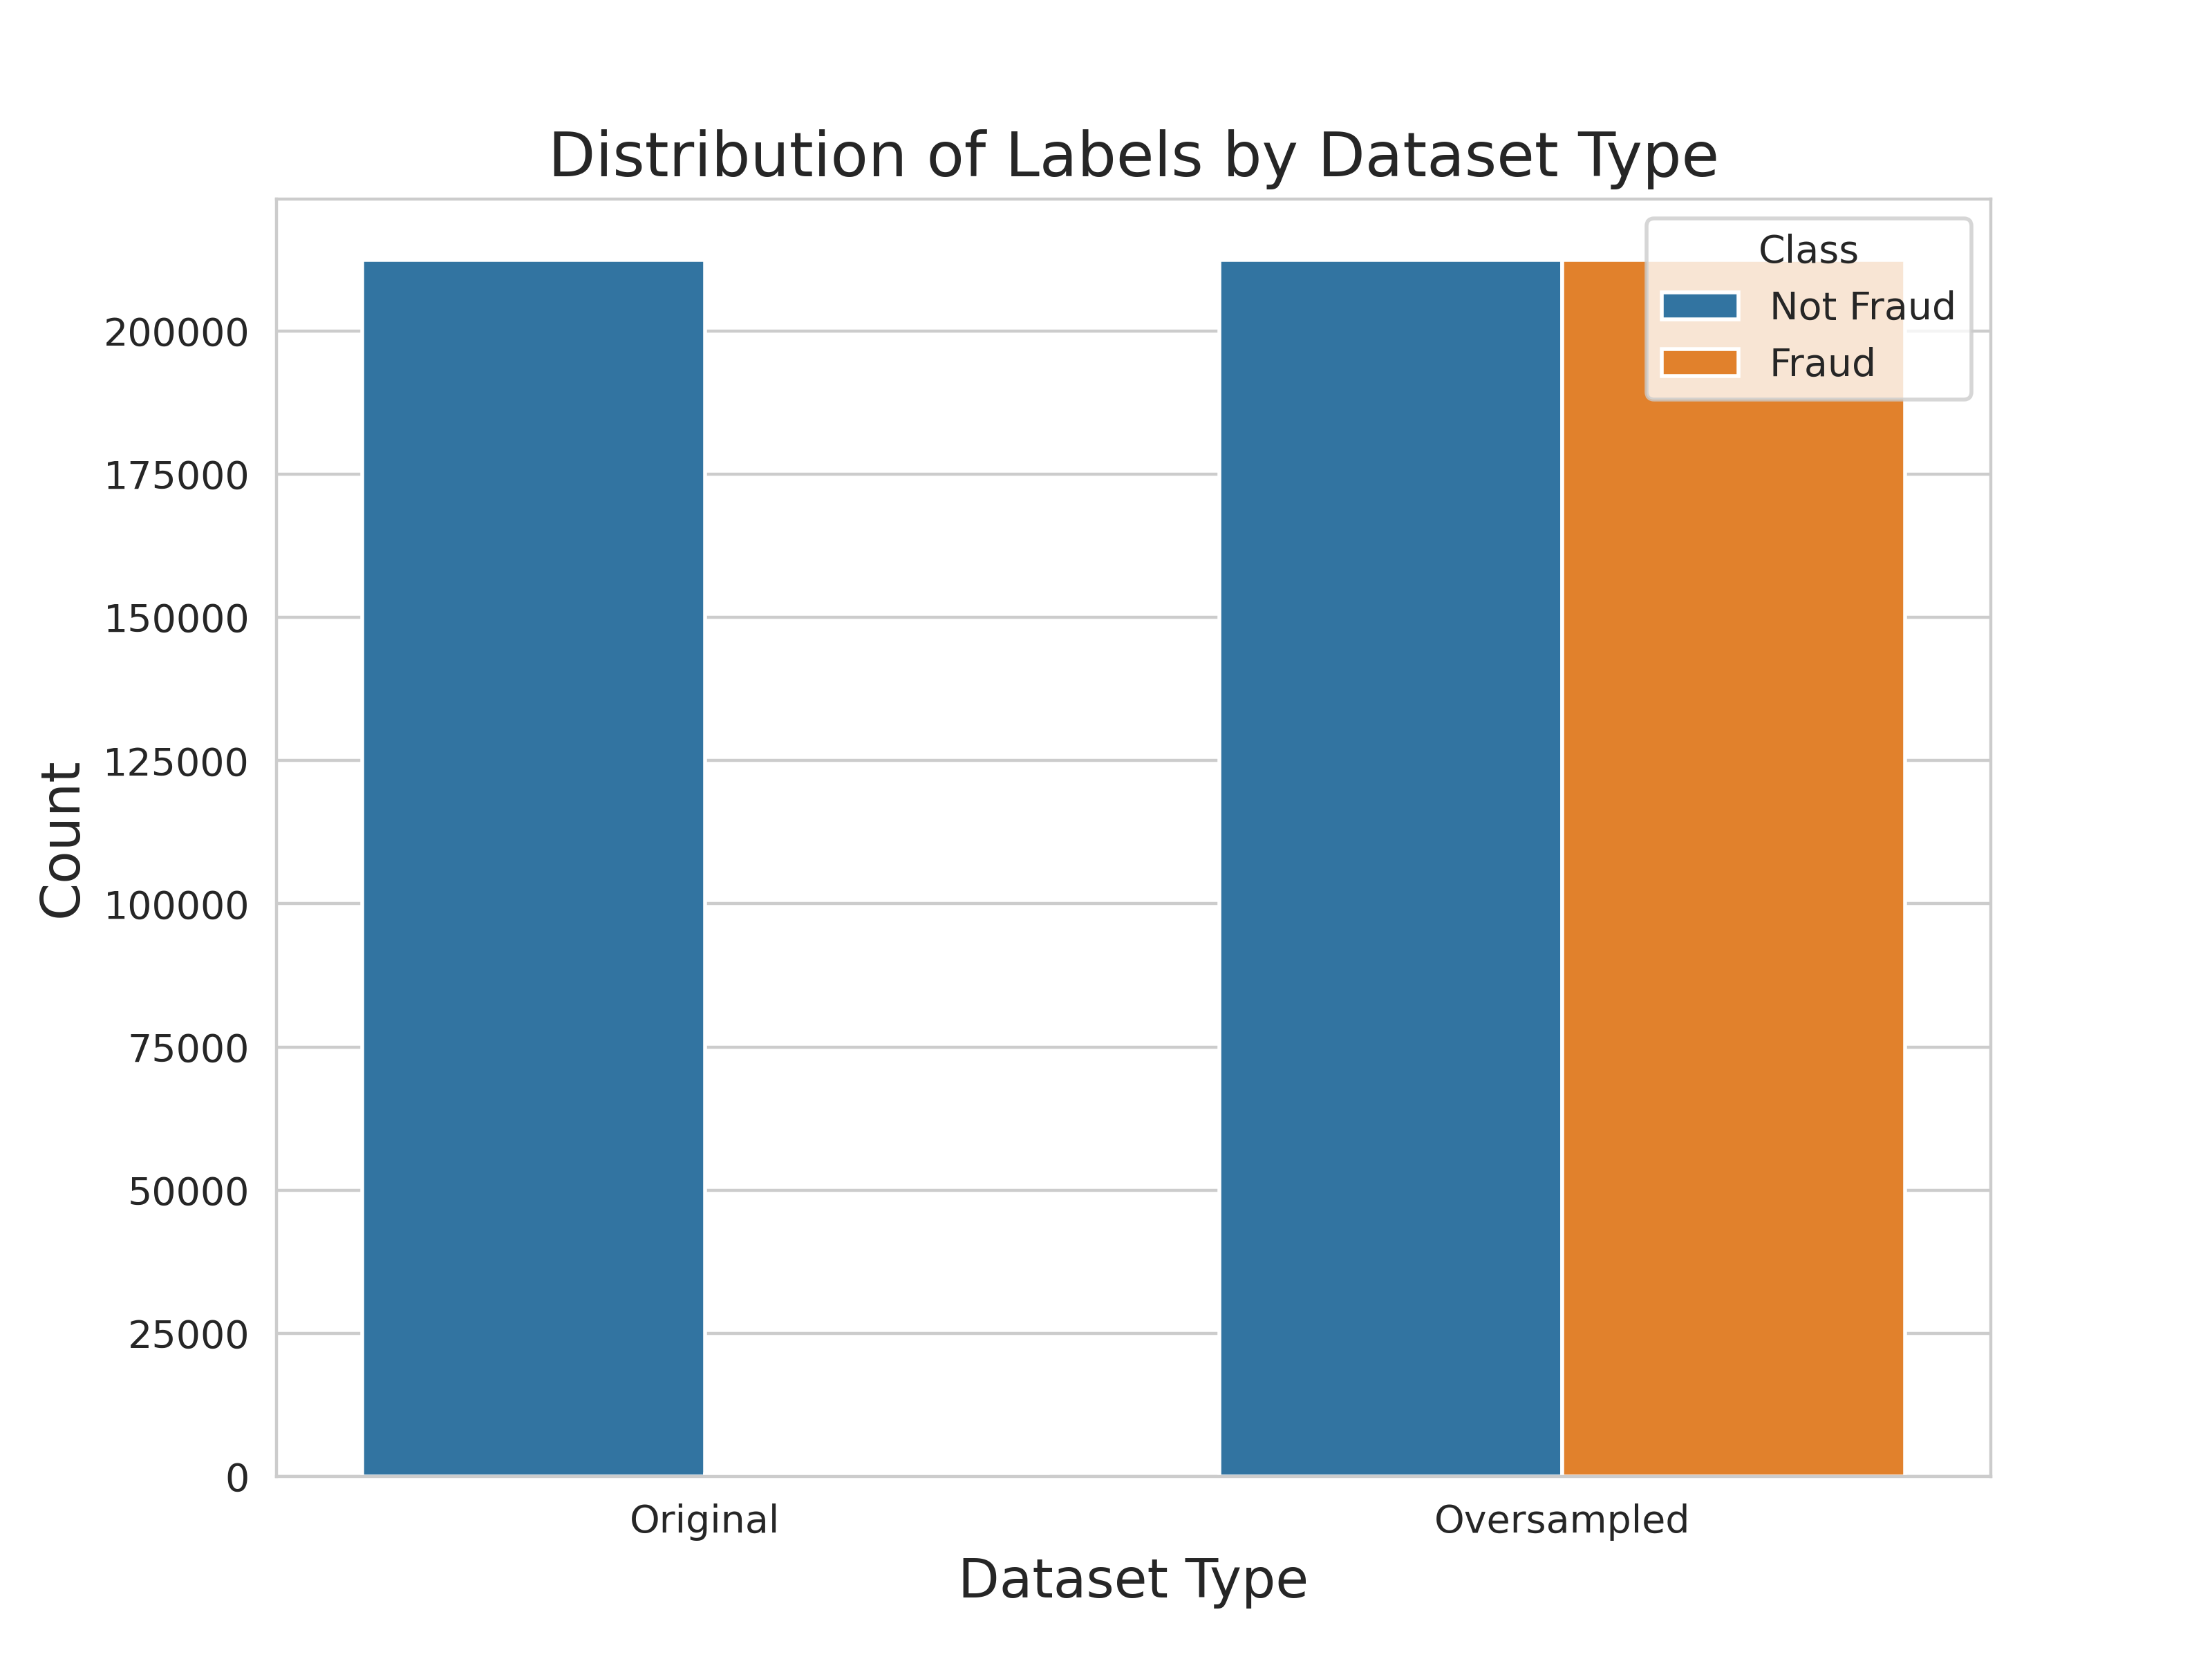 Distribution of Labels by Dataset Type
Class
Not Fraud
Fraud
200000
175000
150000
125000
100000
75000
50000
25000
0
Count
Original
Oversampled
Dataset Type